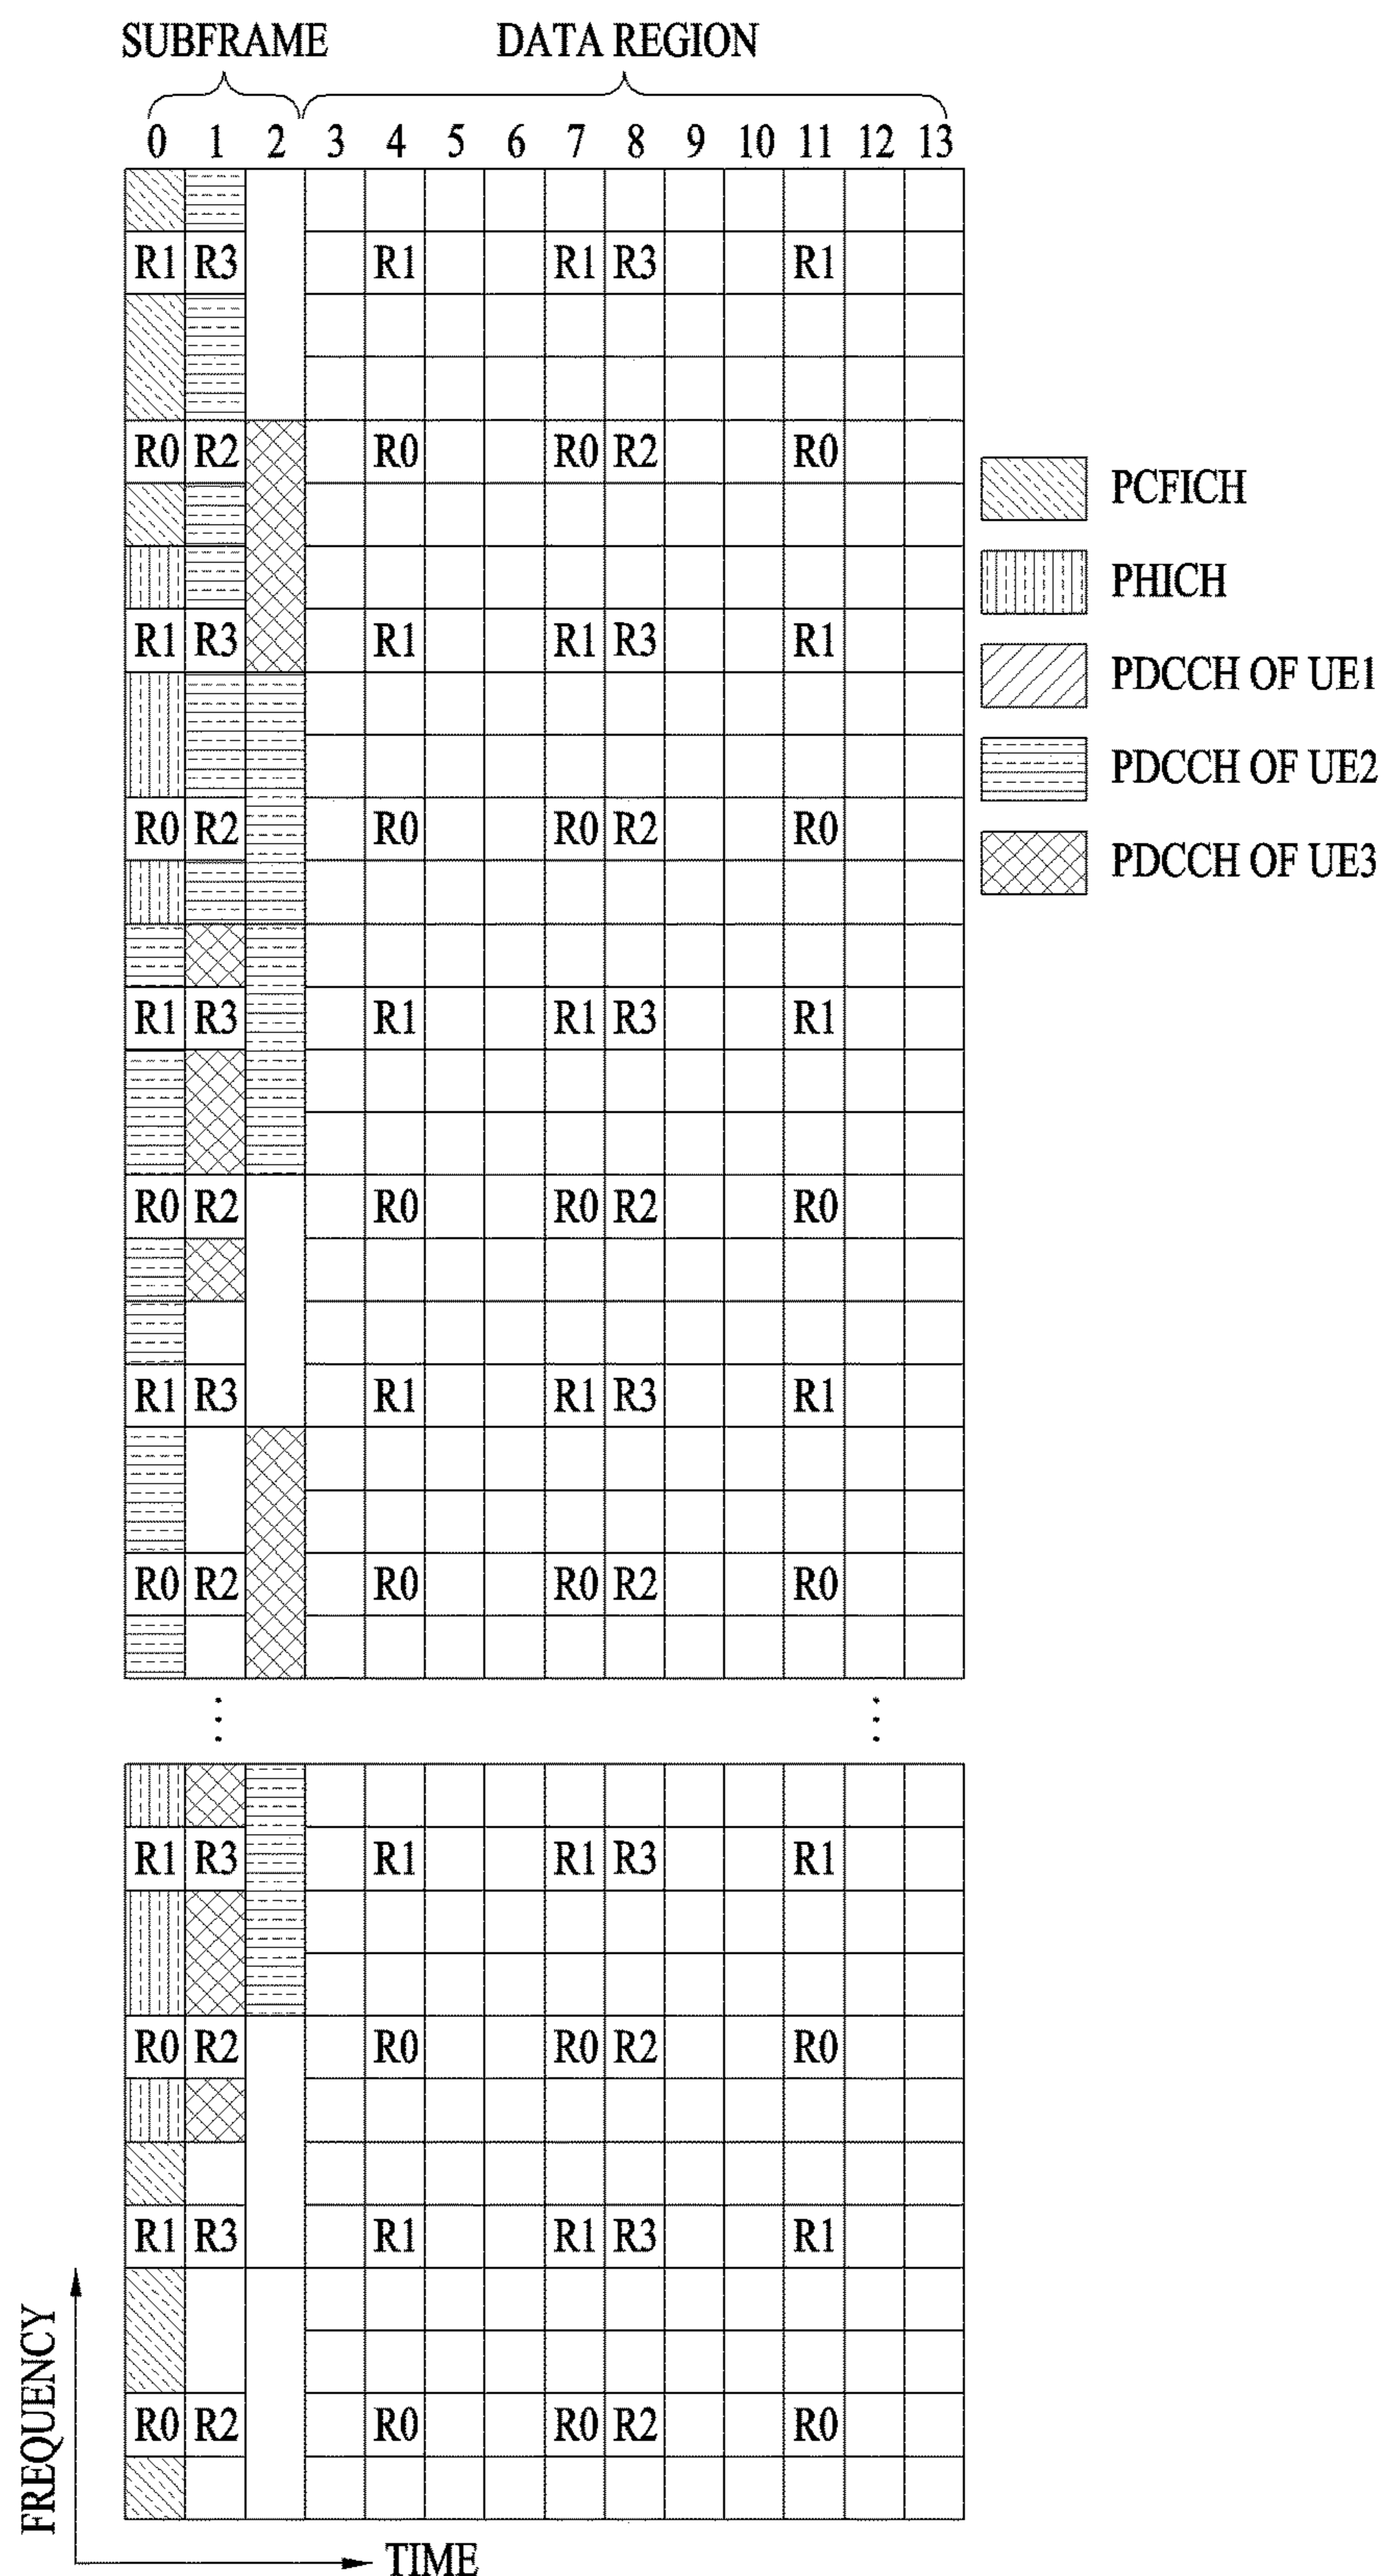 SUBFRAME DATA REGION
0 1 2 3 4 5 6 7 8 9 10 11 12 13
R1 R3 R1 R1 R3 R1
R0 R2 R0 R0 R2 R0
PCFICH
PHICH
R1 R3 R1 R1 R3 R1
PDCCH OF UE1
PDCCH OF UE2
R0 R2 R0 R0 R2 R0
PDCCH OF UE3
R1 R3 R1 R1 R3 R1
R0 R2 R0 R0 R2 R0
R1 R3 R1 R1 R3 R1
R0 R2 R0 R0 R2 R0
R1 R3 R1 R1 R3 R1
R0 R2 R0 R0 R2 R0
R1 R3 R1 R1 R3 R1
R0 R2 R0 R0 R2 R0
FREQUENCY
TIME